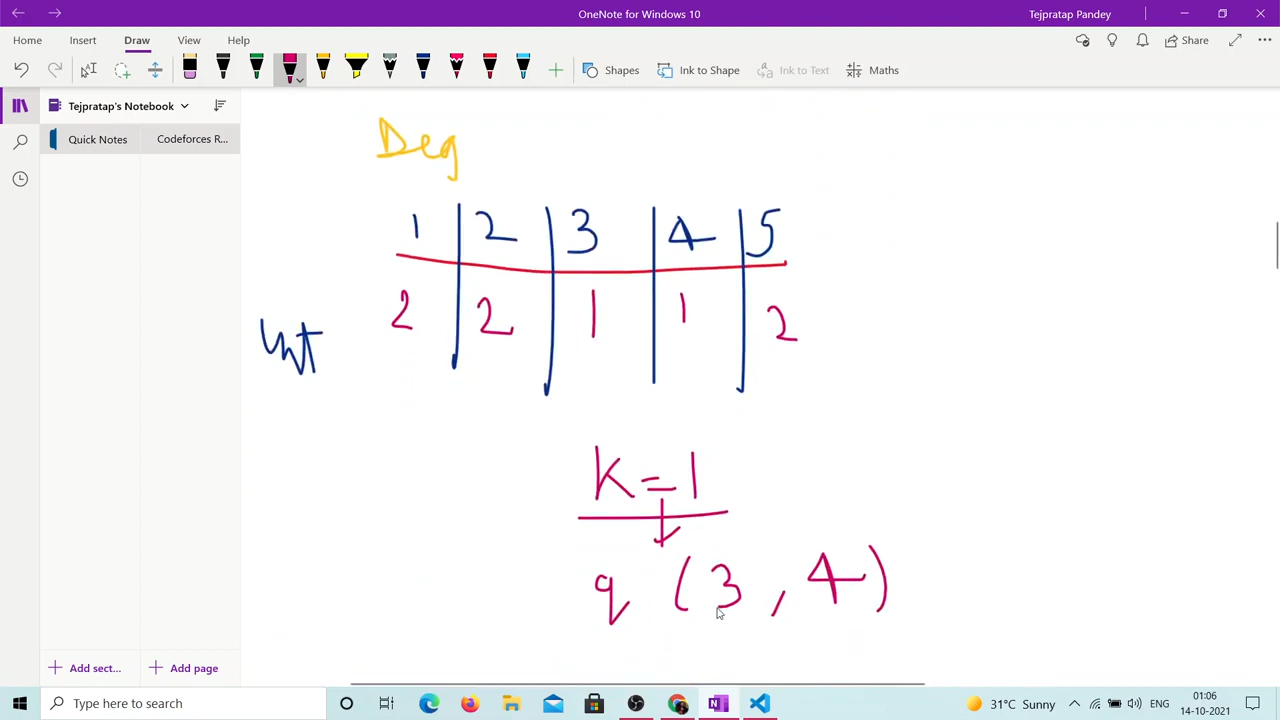 OneNote for Windows 10
Tejpratap Pandey
Home Insert Draw View Help
Share
Shapes
Ink to Shape
Ink to Text
Maths
Tejpratap's Notebook
Quick Notes
Codeforces R...
Deg
1 2 3 4 5
2 2 1 1 2
K=1
q (3, 4)
Add sect...
Add page
Type here to search
31°C Sunny
ENG
01:06
14-10-2021